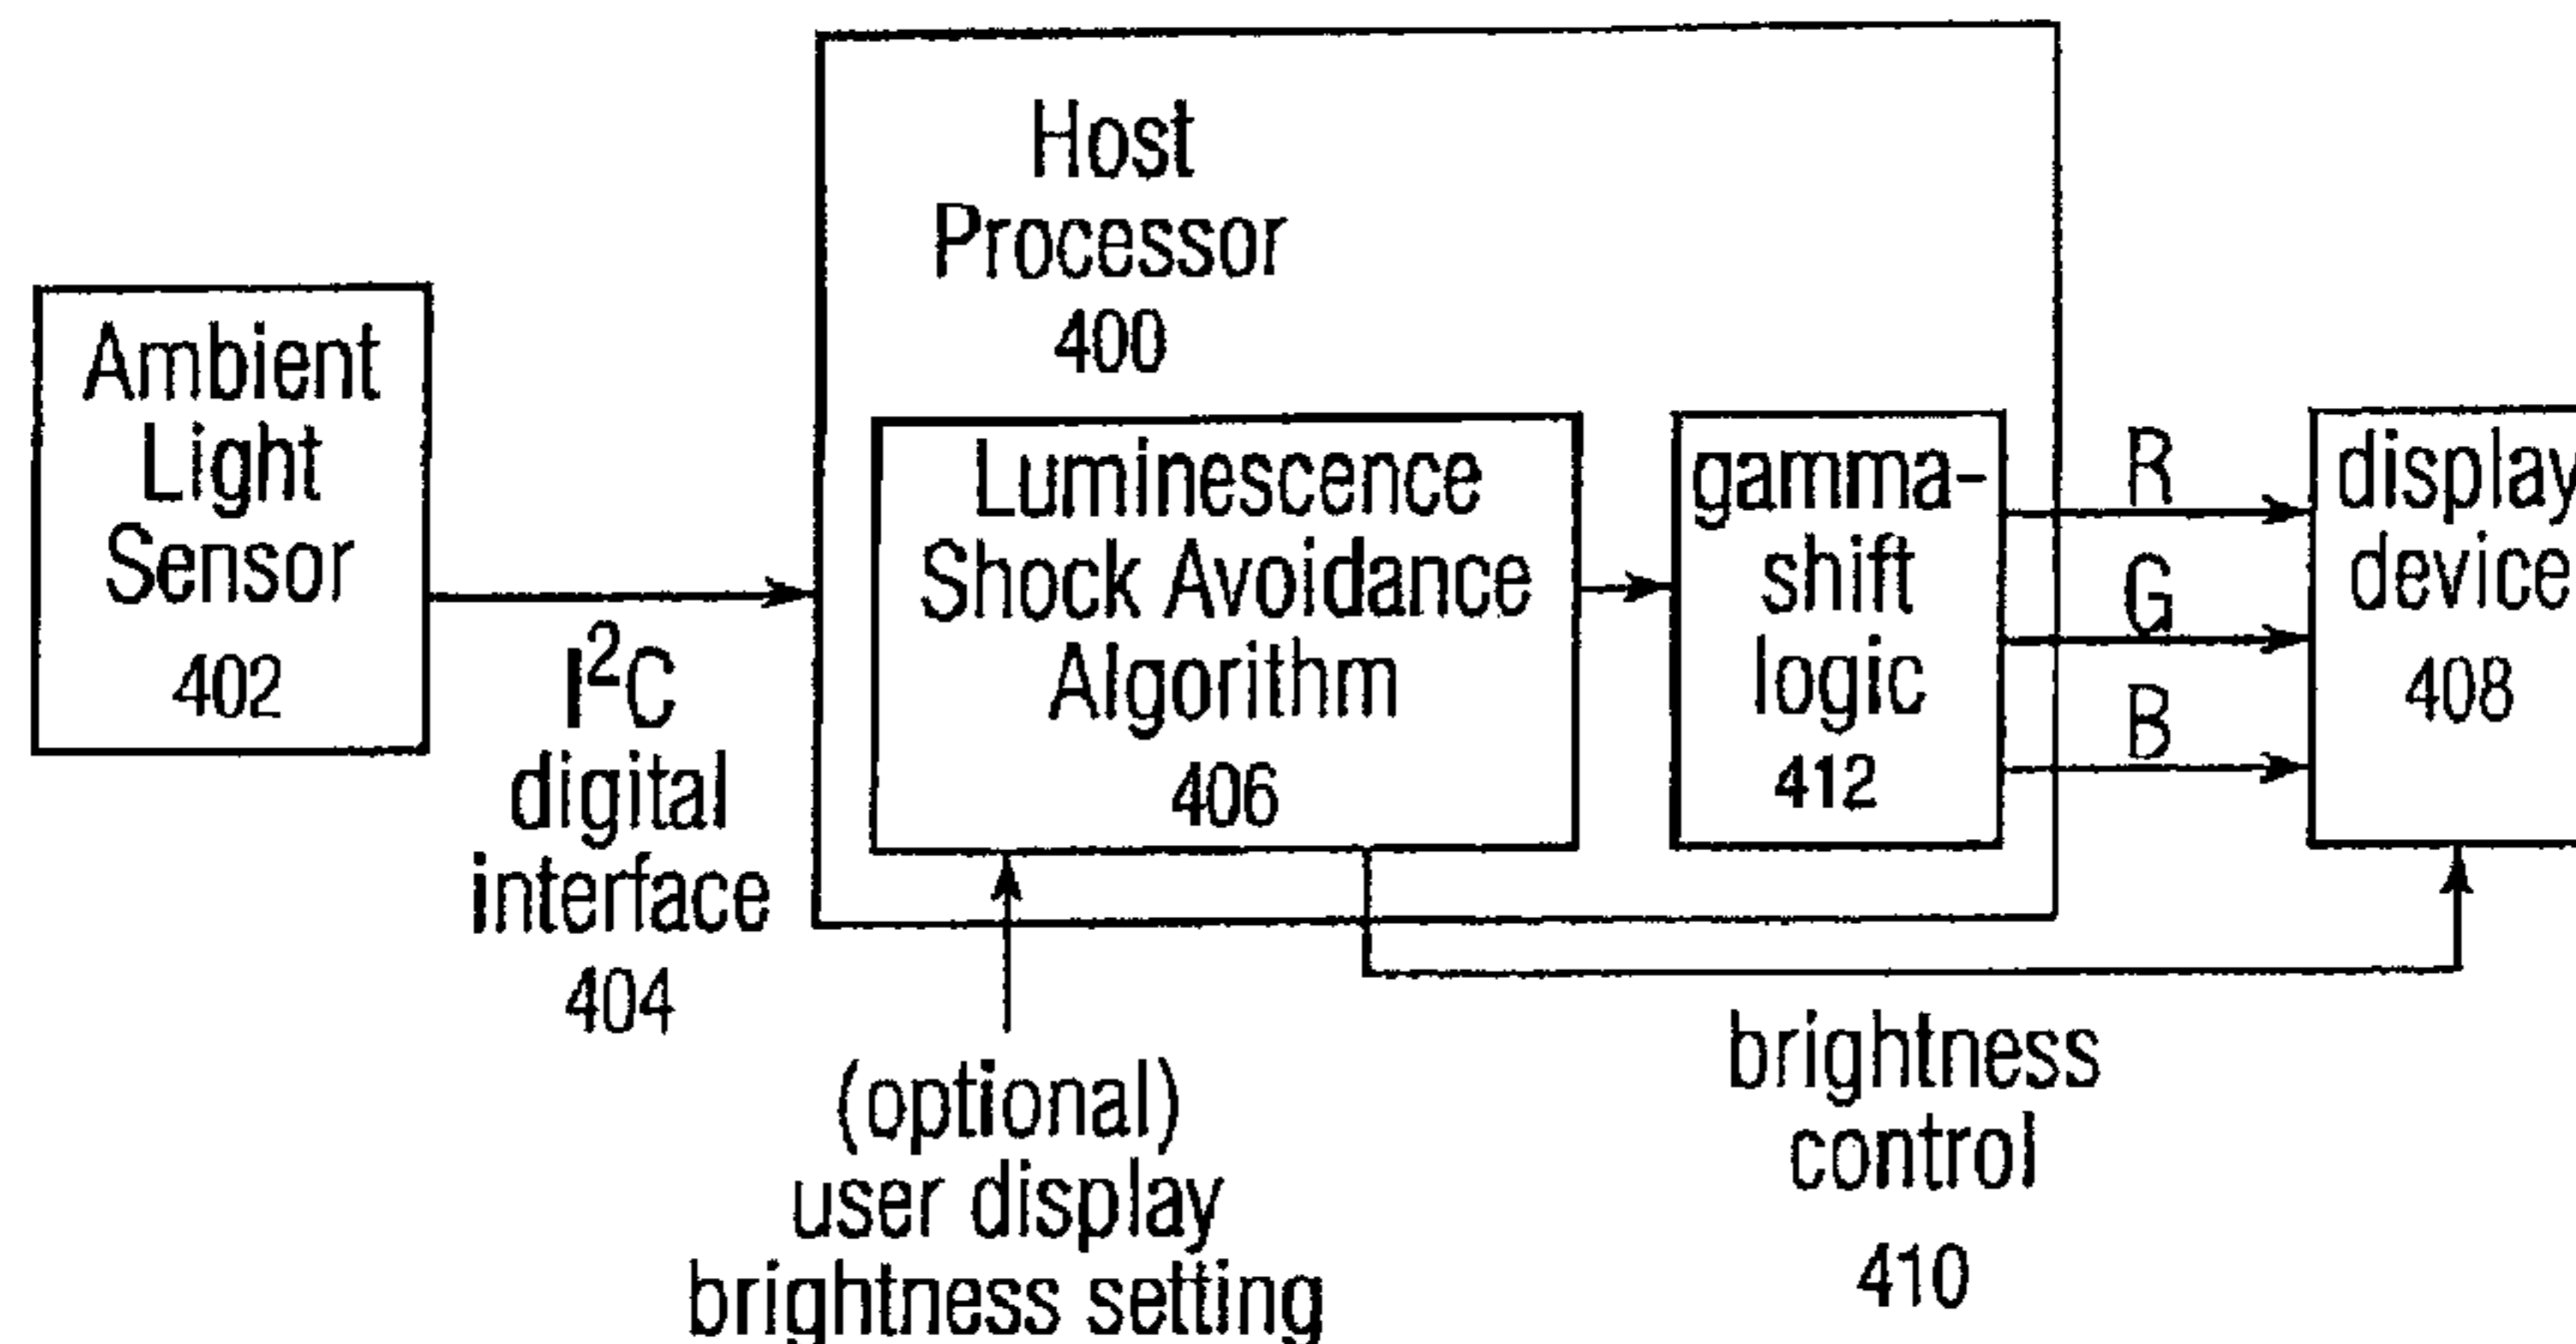 Host
Processor
400
Ambient
Light
Sensor
402
I²C
digital
interface
404
Luminescence
Shock Avoidance
Algorithm
406
gamma-
shift
logic
412
R
G
B
display
device
408
(optional)
user display
brightness setting
brightness
control
410